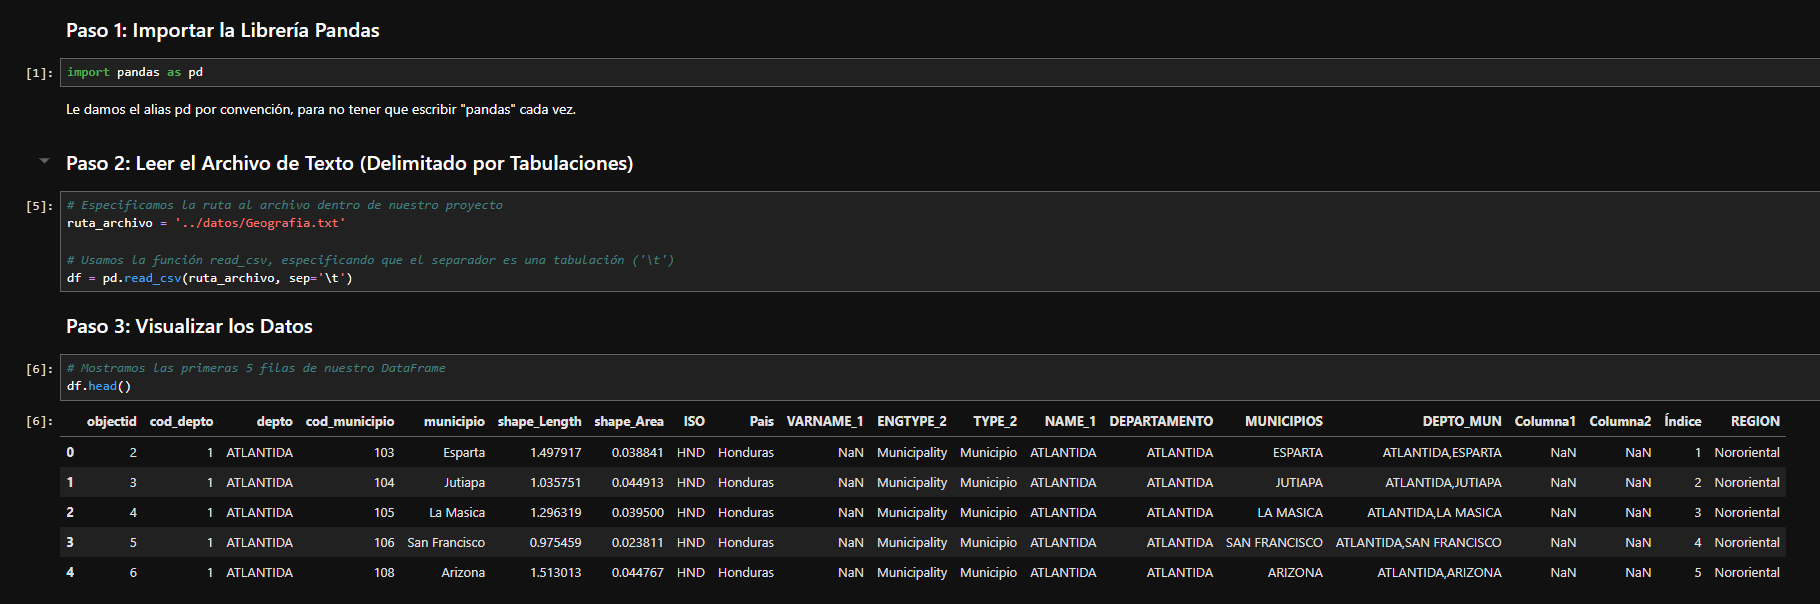 Paso 1: Importar la Librería Pandas
[1]: import pandas as pd
Le damos el alias pd por convención, para no tener que escribir "pandas" cada vez.
Paso 2: Leer el Archivo de Texto (Delimitado por Tabulaciones)
[5]: # Especificamos la ruta al archivo dentro de nuestro proyecto
ruta_archivo = '../datos/Geografia.txt'
# Usamos la función read_csv, especificando que el separador es una tabulación ('\t')
df = pd.read_csv(ruta_archivo, sep='\t')
Paso 3: Visualizar los Datos
[6]: # Mostramos las primeras 5 filas de nuestro DataFrame
df.head()
[6]: objectid cod_depto depto cod_municipio municipio shape_Length shape_Area ISO Pais VARNAME_1 ENGTYPE_2 TYPE_2 NAME_1 DEPARTAMENTO MUNICIPIOS DEPTO_MUN Columna1 Columna2 Índice REGION
0 2 1 ATLANTIDA 103 Esparta 1.497917 0.038841 HND Honduras NaN Municipality Municipio ATLANTIDA ATLANTIDA ESPARTA ATLANTIDA,ESPARTA NaN NaN 1 Nororiental
1 3 1 ATLANTIDA 104 Jutiapa 1.035751 0.044913 HND Honduras NaN Municipality Municipio ATLANTIDA ATLANTIDA JUTIAPA ATLANTIDA,JUTIAPA NaN NaN 2 Nororiental
2 4 1 ATLANTIDA 105 La Masica 1.296319 0.039500 HND Honduras NaN Municipality Municipio ATLANTIDA ATLANTIDA LA MASICA ATLANTIDA,LA MASICA NaN NaN 3 Nororiental
3 5 1 ATLANTIDA 106 San Francisco 0.975459 0.023811 HND Honduras NaN Municipality Municipio ATLANTIDA ATLANTIDA SAN FRANCISCO ATLANTIDA,SAN FRANCISCO NaN NaN 4 Nororiental
4 6 1 ATLANTIDA 108 Arizona 1.513013 0.044767 HND Honduras NaN Municipality Municipio ATLANTIDA ATLANTIDA ARIZONA ATLANTIDA,ARIZONA NaN NaN 5 Nororiental